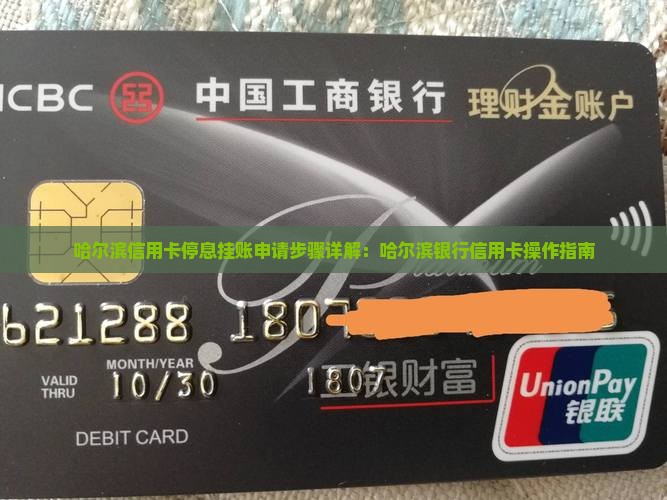 ICBC 中国工商银行 理财金账户
哈尔滨信用卡停息挂账申请步骤详解：哈尔滨银行信用卡操作指南
Platinum
621288 1807
MONTH/YEAR
VALID THRU 10/30 1807 工银财富
UnionPay
银联
DEBIT CARD